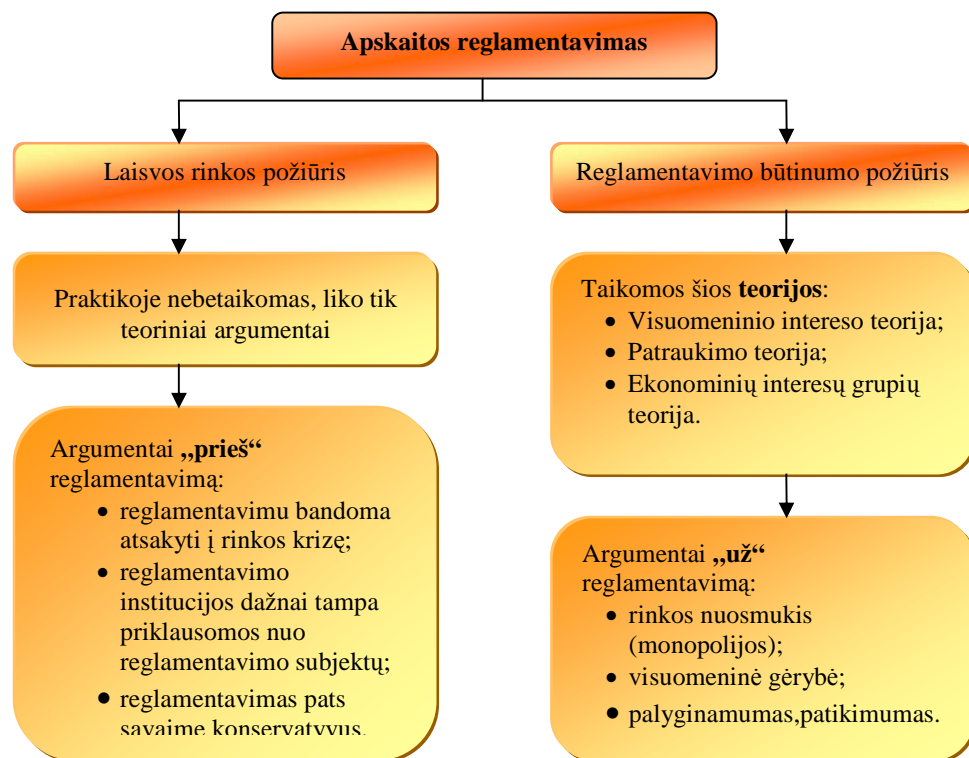 Apskaitos reglamentavimas
Laisvos rinkos požiūris
Praktikoje nebetaikomas, liko tik
teoriniai argumentai
Argumentai „prieš“
reglamentavimą:
• reglamentavimu bandoma
atsakyti į rinkos krizę;
• reglamentavimo
institucijos dažnai tampa
priklausomos nuo
reglamentavimo subjektų;
• reglamentavimas pats
savaime konservatyvus.
Reglamentavimo būtinumo požiūris
Taikomos šios teorijos:
• Visuomeninio intereso teorija;
• Patraukimo teorija;
• Ekonominių interesų grupių
teorija.
Argumentai „už“
reglamentavimą:
• rinkos nuosmukis
(monopolijos);
• visuomeninė gėrybė;
• palyginamumas,patikimumas.